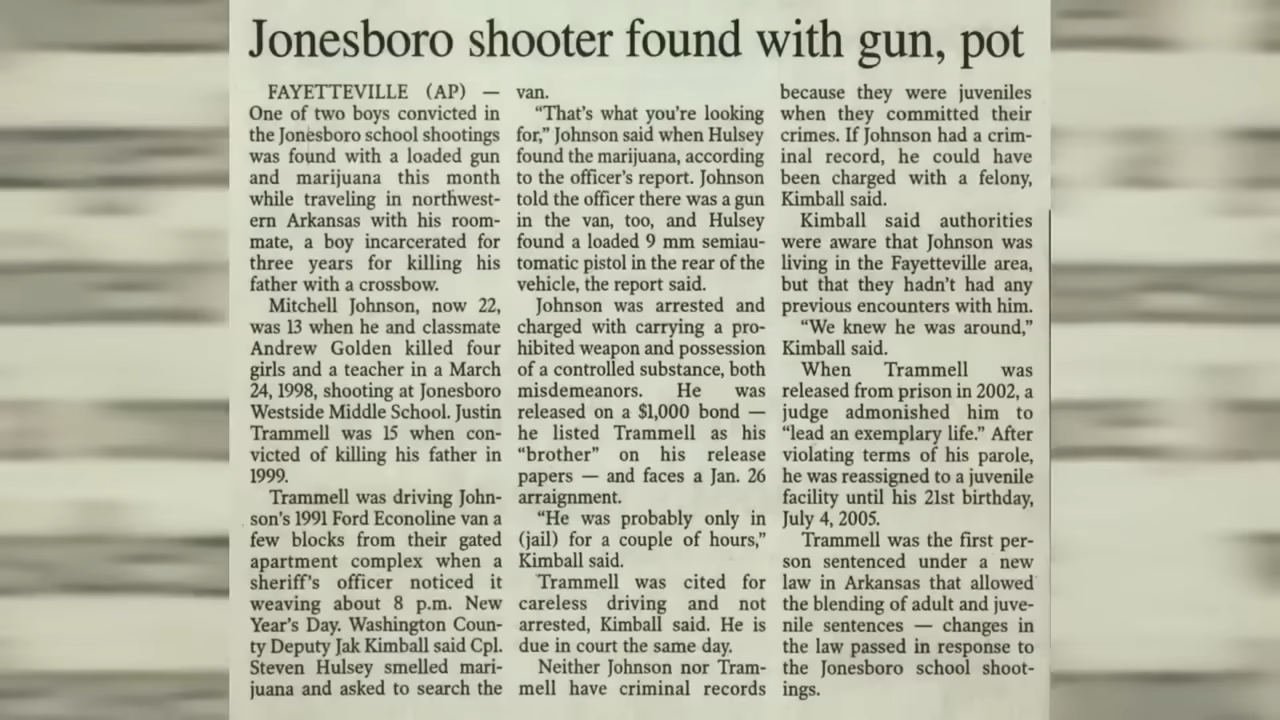 Jonesboro shooter found with gun, pot
FAYETTEVILLE (AP) —
One of two boys convicted in
the Jonesboro school shootings
was found with a loaded gun
and marijuana this month
while traveling in northwest-
ern Arkansas with his room-
mate, a boy incarcerated for
three years for killing his
father with a crossbow.
Mitchell Johnson, now 22,
was 13 when he and classmate
Andrew Golden killed four
girls and a teacher in a March
24, 1998, shooting at Jonesboro
Westside Middle School. Justin
Trammell was 15 when con-
victed of killing his father in
1999.
Trammell was driving John-
son's 1991 Ford Econoline van a
few blocks from their gated
apartment complex when a
sheriff's officer noticed it
weaving about 8 p.m. New
Year's Day. Washington Coun-
ty Deputy Jak Kimball said Cpl.
Steven Hulsey smelled mari-
juana and asked to search the
van.
"That's what you're looking
for," Johnson said when Hulsey
found the marijuana, according
to the officer's report. Johnson
told the officer there was a gun
in the van, too, and Hulsey
found a loaded 9 mm semiau-
tomatic pistol in the rear of the
vehicle, the report said.
Johnson was arrested and
charged with carrying a pro-
hibited weapon and possession
of a controlled substance, both
misdemeanors. He was
released on a $1,000 bond —
he listed Trammell as his
"brother" on his release
papers — and faces a Jan. 26
arraignment.
"He was probably only in
(jail) for a couple of hours,"
Kimball said.
Trammell was cited for
careless driving and not
arrested, Kimball said. He is
due in court the same day.
Neither Johnson nor Tram-
mell have criminal records
because they were juveniles
when they committed their
crimes. If Johnson had a crim-
inal record, he could have
been charged with a felony,
Kimball said.
Kimball said authorities
were aware that Johnson was
living in the Fayetteville area,
but that they hadn't had any
previous encounters with him.
"We knew he was around,"
Kimball said.
When Trammell was
released from prison in 2002, a
judge admonished him to
"lead an exemplary life." After
violating terms of his parole,
he was reassigned to a juvenile
facility until his 21st birthday,
July 4, 2005.
Trammell was the first per-
son sentenced under a new
law in Arkansas that allowed
the blending of adult and juve-
nile sentences — changes in
the law passed in response to
the Jonesboro school shoot-
ings.